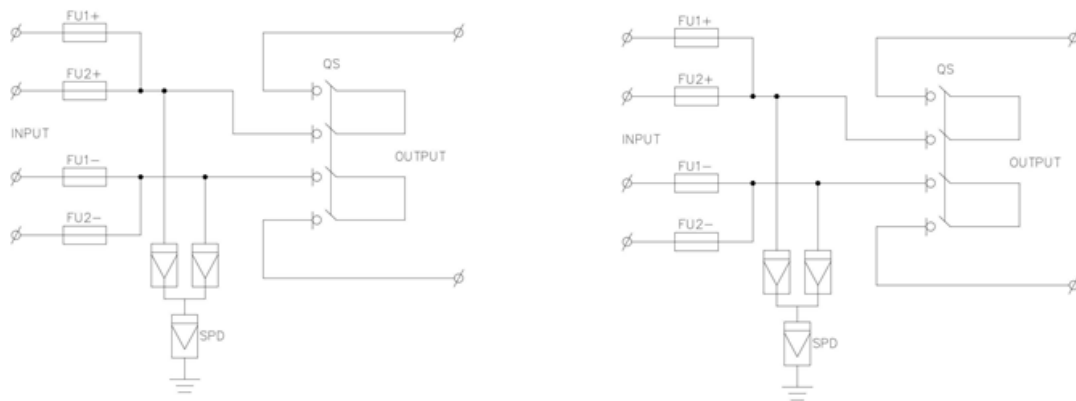 FU1+
FU2+
INPUT
FU1-
FU2-
QS
OUTPUT
SPD
FU1+
FU2+
INPUT
FU1-
FU2-
QS
OUTPUT
SPD